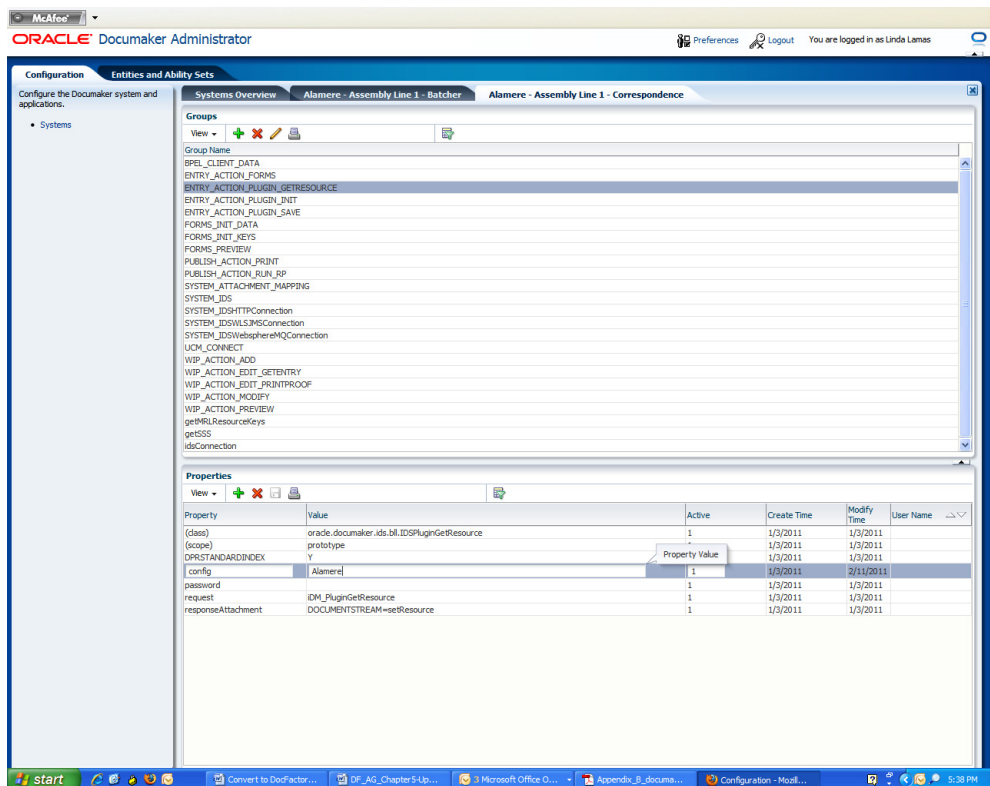 McAfee
ORACLE Documaker Administrator
Preferences Logout You are logged in as Linda Lamas
Configuration Entities and Ability Sets
Configure the Documaker system and applications.
Systems
Systems Overview Alamere - Assembly Line 1 - Batcher Alamere - Assembly Line 1 - Correspondence
Groups
View
Group Name
BPEL_CLIENT_DATA
ENTRY_ACTION_FORMS
ENTRY_ACTION_PLUGIN_GETRESOURCE
ENTRY_ACTION_PLUGIN_INIT
ENTRY_ACTION_PLUGIN_SAVE
FORMS_INIT_DATA
FORMS_INIT_KEYS
FORMS_PREVIEW
PUBLISH_ACTION_PRINT
PUBLISH_ACTION_RUN_RP
SYSTEM_ATTACHMENT_MAPPING
SYSTEM_IDS
SYSTEM_IDSHTTPConnection
SYSTEM_IDSWLSJMSConnection
SYSTEM_IDSWebsphereMQConnection
UCM_CONNECT
WIP_ACTION_ADD
WIP_ACTION_EDIT_GETENTRY
WIP_ACTION_EDIT_PRINTPROOF
WIP_ACTION_MODIFY
WIP_ACTION_PREVIEW
getMRLResourceKeys
getSSS
idsConnection
Properties
View
Property Value Active Create Time Modify Time User Name
(class) oracle.documaker.ids.bll.IDSPluginGetResource 1 1/3/2011 1/3/2011
(scope) prototype 1/3/2011 1/3/2011
DPRSTANDARDINDEX Y 1/3/2011 1/3/2011
Property Value
config Alamere 1 1/3/2011 2/11/2011
password 1 1/3/2011 1/3/2011
request iDM_PluginGetResource 1 1/3/2011 1/3/2011
responseAttachment DOCUMENTSTREAM=setResource 1 1/3/2011 1/3/2011
start Convert to DocFactor... DF_AG_Chapter5-Up... 3 Microsoft Office O... Appendix_B_documa... Configuration - Mozil... 5:38 PM